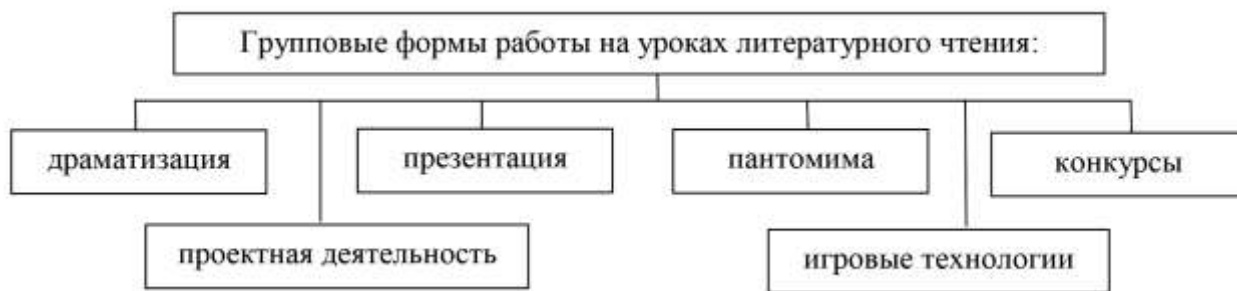 Групповые формы работы на уроках литературного чтения:
драматизация
презентация
пантомима
конкурсы
проектная деятельность
игровые технологии